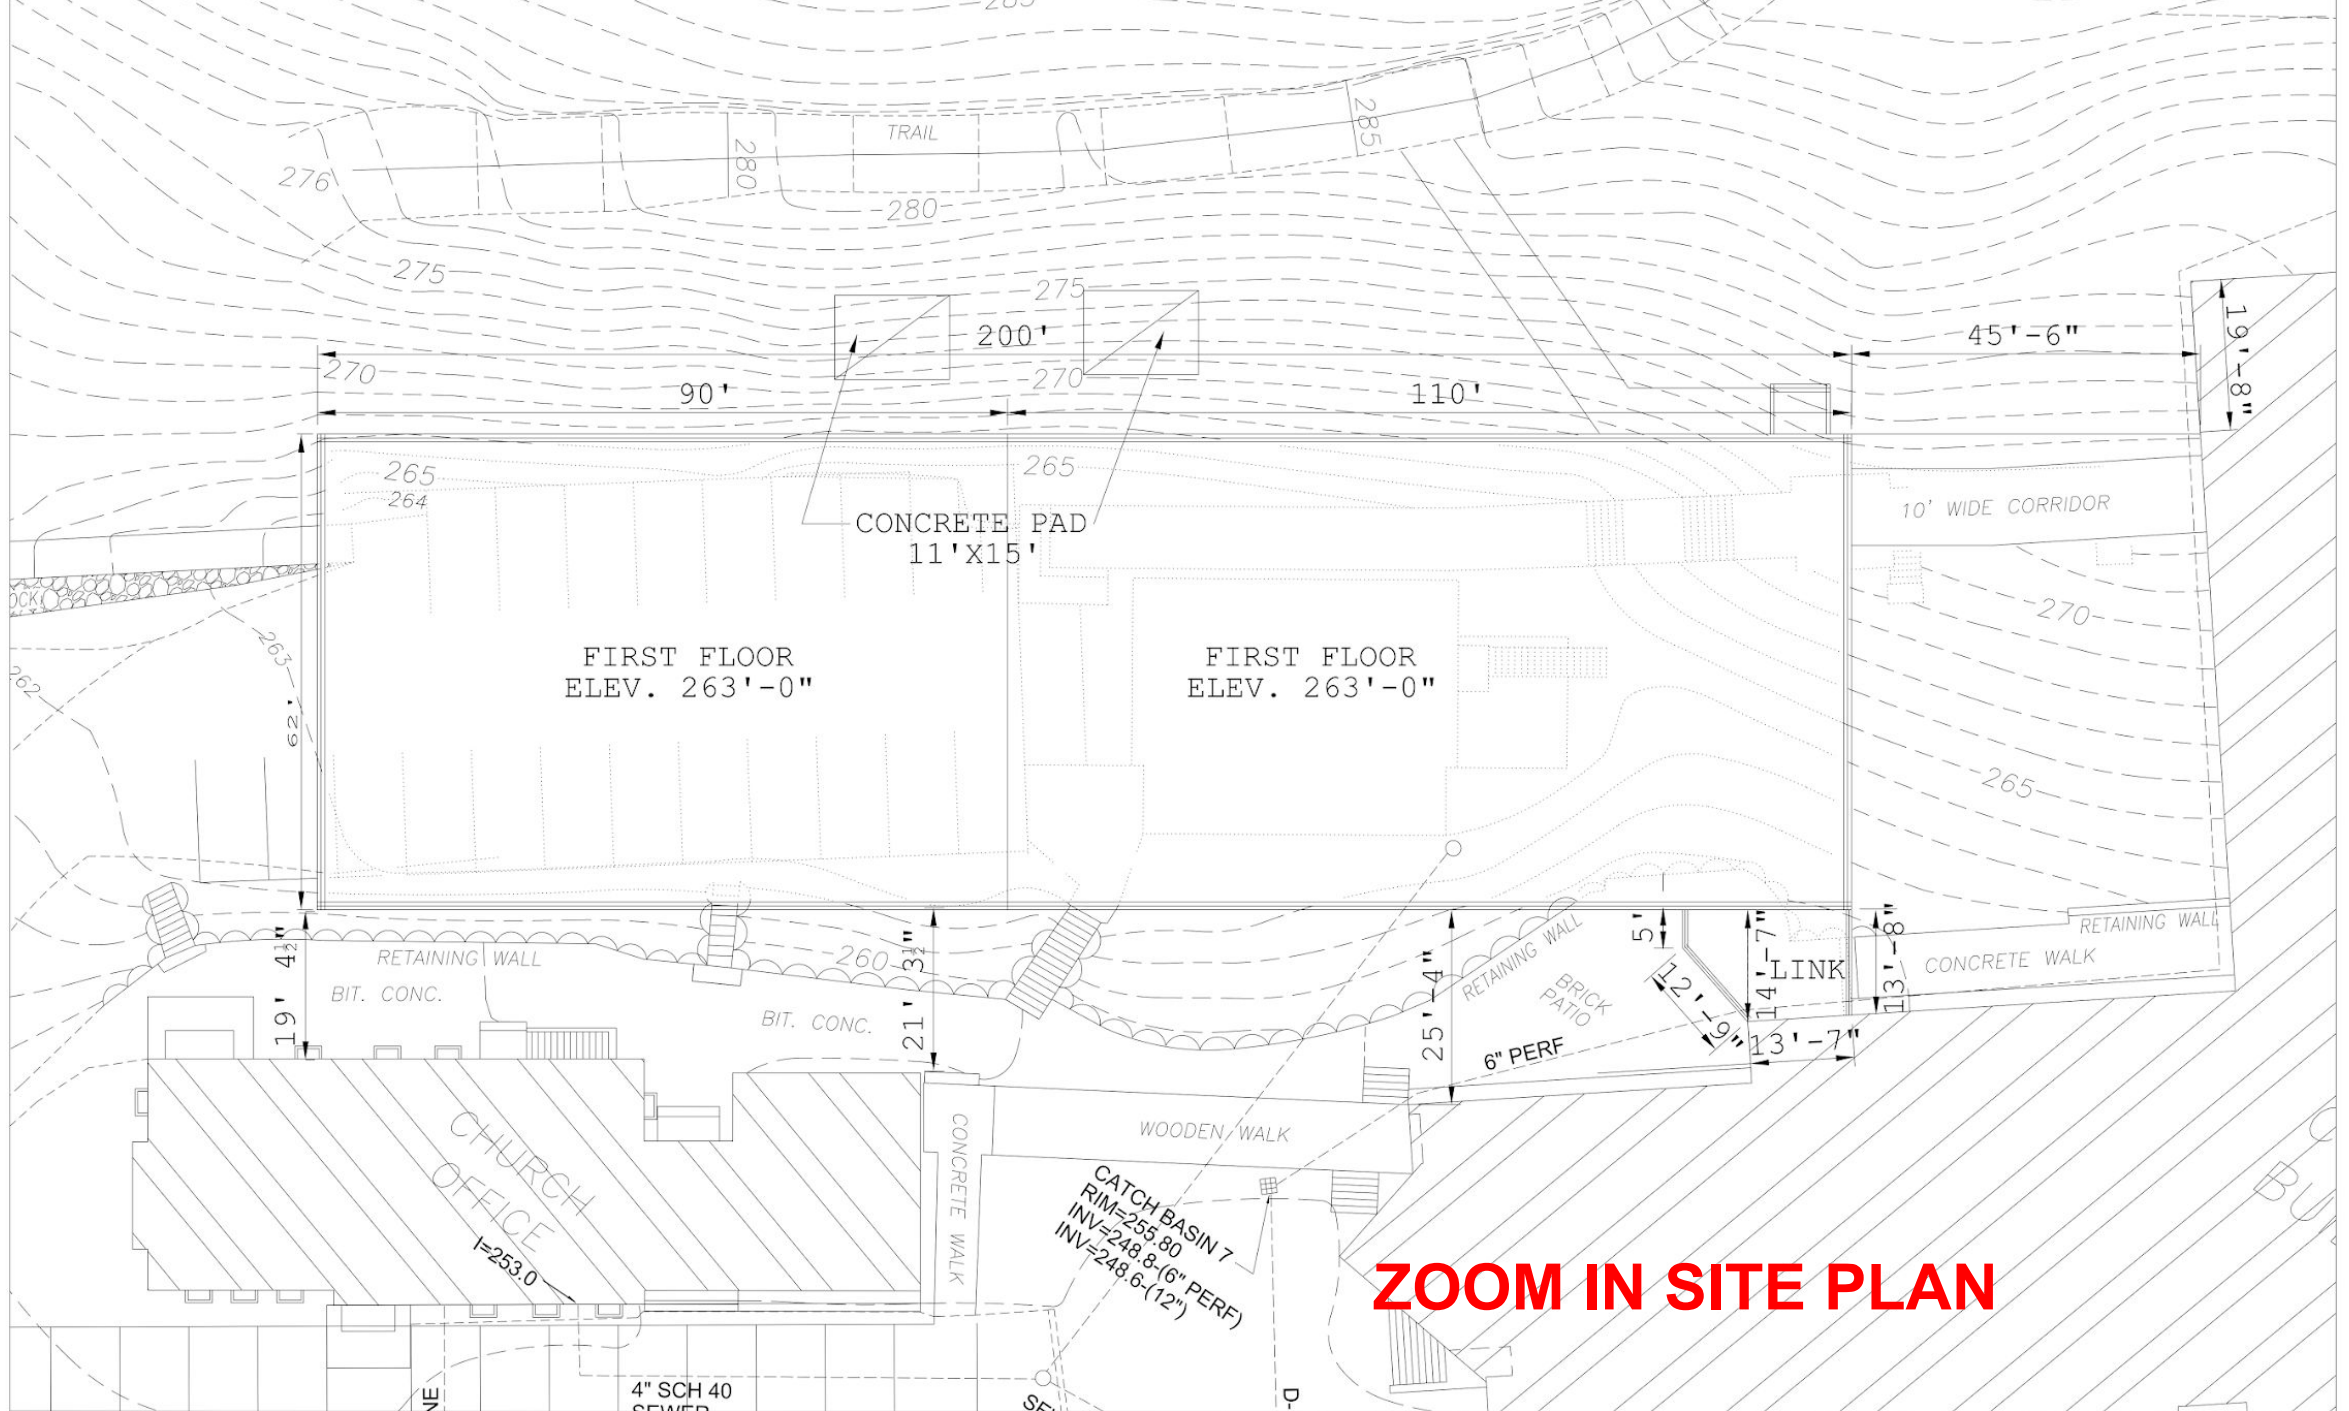 285
TRAIL
276
280
285
280
275
275
200'
45'-6"
19'-8"
270
270
90'
110'
265
264
265
CONCRETE PAD
11'X15'
10' WIDE CORRIDOR
OCK
263
262
270
FIRST FLOOR
ELEV. 263'-0"
FIRST FLOOR
ELEV. 263'-0"
62'
265
RETAINING WALL
BIT. CONC.
19' 4½"
260
21' 3½"
BIT. CONC.
25'-4"
RETAINING WALL
BRICK
PATIO
5'
12'-9"
14'-7"
LINK
13'-8"
13'-7"
RETAINING WALL
CONCRETE WALK
6" PERF
CHURCH
OFFICE
I=253.0
CONCRETE WALK
WOODEN WALK
CATCH BASIN 7
RIM=255.80
INV=248.8-(6" PERF)
INV=248.6-(12")
ZOOM IN SITE PLAN
NE
4" SCH 40
SEWER
D-